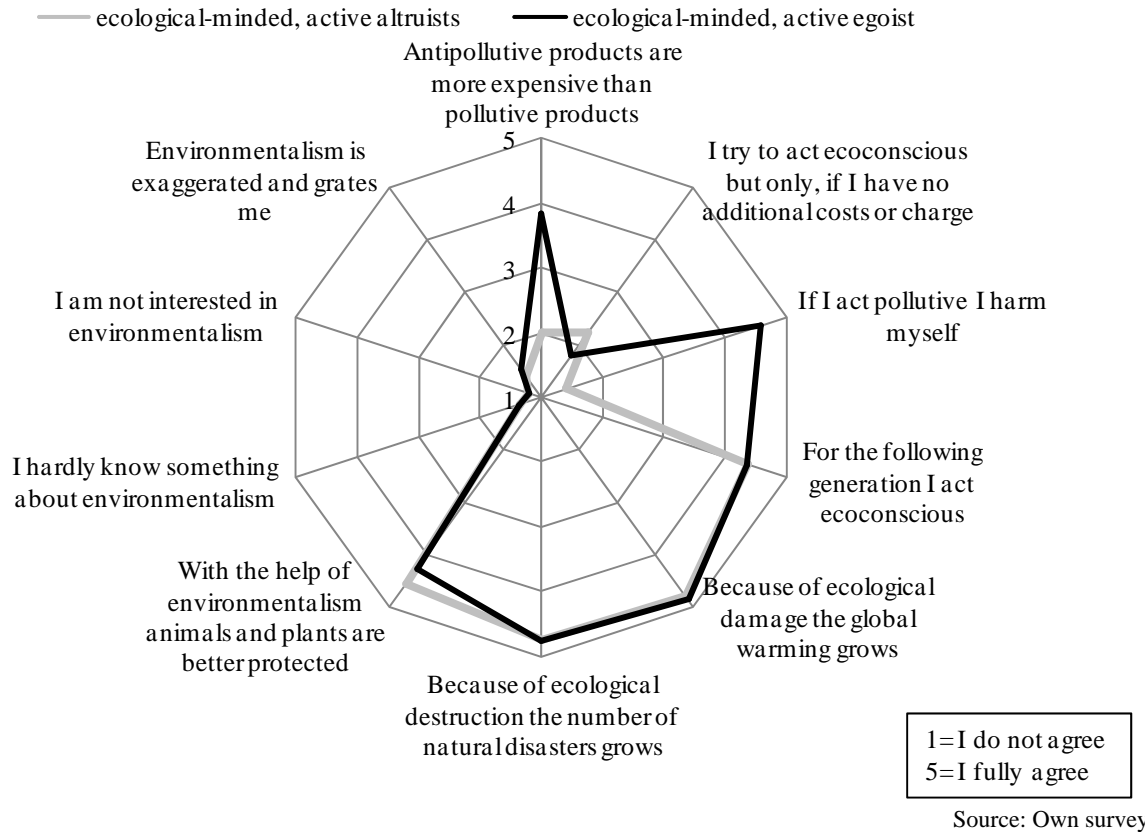 ecological-minded, active altruists
ecological-minded, active egoist
Antipollutive products are
more expensive than
pollutive products
I try to act ecoconscious
but only, if I have no
additional costs or charge
If I act pollutive I harm
myself
For the following
generation I act
ecoconscious
Because of ecological
damage the global
warming grows
Because of ecological
destruction the number of
natural disasters grows
With the help of
environmentalism
animals and plants are
better protected
I hardly know something
about environmentalism
I am not interested in
environmentalism
Environmentalism is
exaggerated and grates
me
5
4
3
2
1
1=I do not agree
5=I fully agree
Source: Own survey